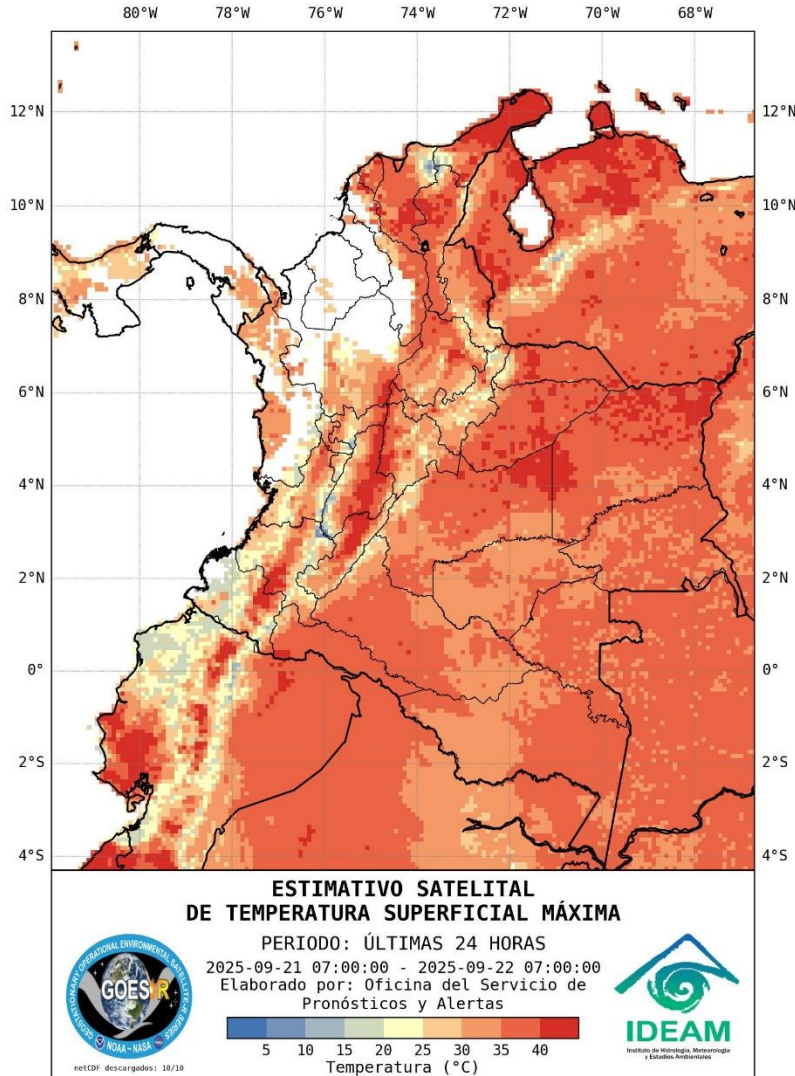 80°W 78°W 76°W 74°W 72°W 70°W 68°W
12°N 12°N
10°N 10°N
8°N 8°N
6°N 6°N
4°N 4°N
2°N 2°N
0° 0°
2°S 2°S
4°S 4°S
ESTIMATIVO SATELITAL
DE TEMPERATURA SUPERFICIAL MÁXIMA
PERIODO: ÚLTIMAS 24 HORAS
2025-09-21 07:00:00 - 2025-09-22 07:00:00
Elaborado por: Oficina del Servicio de
Pronósticos y Alertas
5 10 15 20 25 30 35 40
Temperatura (°C)
GEOSTATIONARY OPERATIONAL ENVIRONMENTAL SATELLITE R-SERIES
GOES R
NOAA - NASA
netCDF descargados: 10/10
IDEAM
Instituto de Hidrología, Meteorología
y Estudios Ambientales